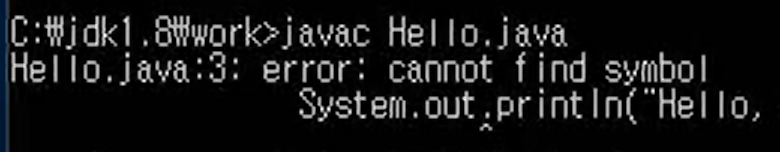 C:₩jdk1.8₩work>javac Hello.java
Hello.java:3: error: cannot find symbol
System.out.println("Hello,
^